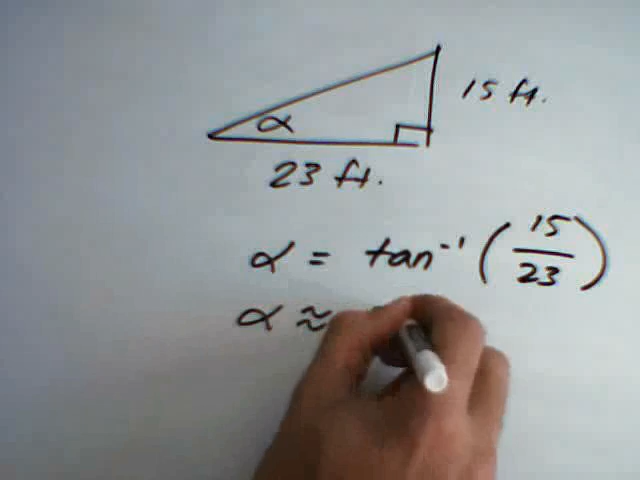 α
15 ft.
23 ft.
α = tan⁻¹ (15/23)
α ≈